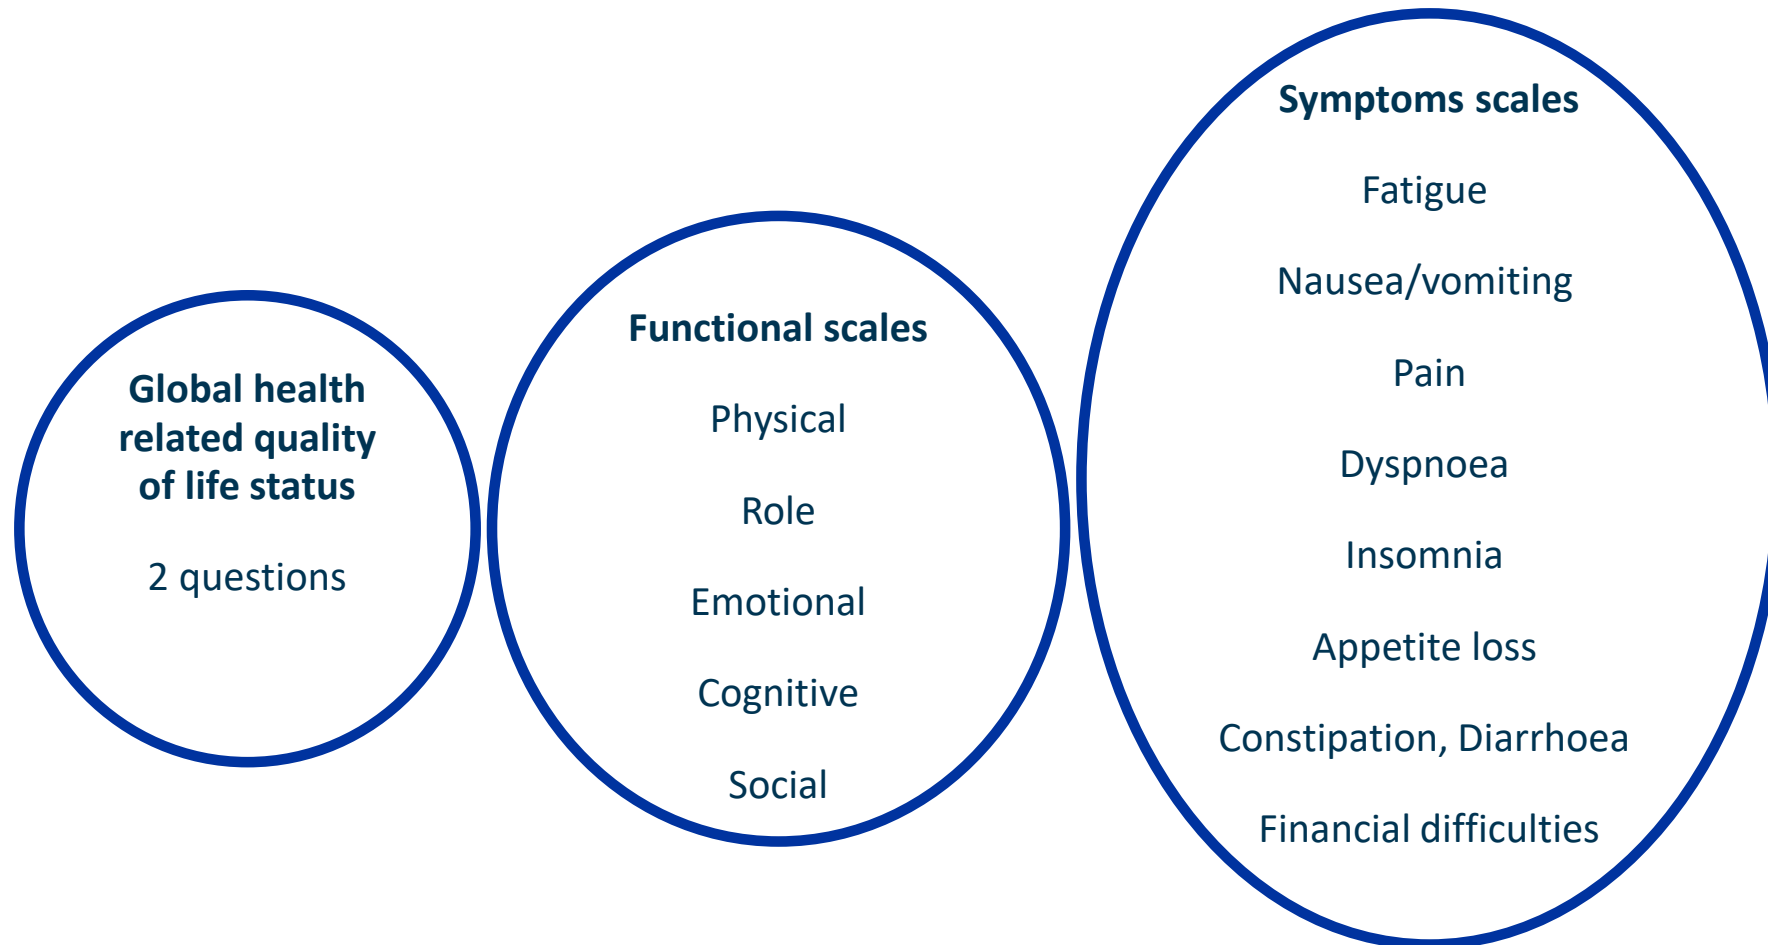 Global health
related quality
of life status
2 questions
Functional scales
Physical
Role
Emotional
Cognitive
Social
Symptoms scales
Fatigue
Nausea/vomiting
Pain
Dyspnoea
Insomnia
Appetite loss
Constipation, Diarrhoea
Financial difficulties